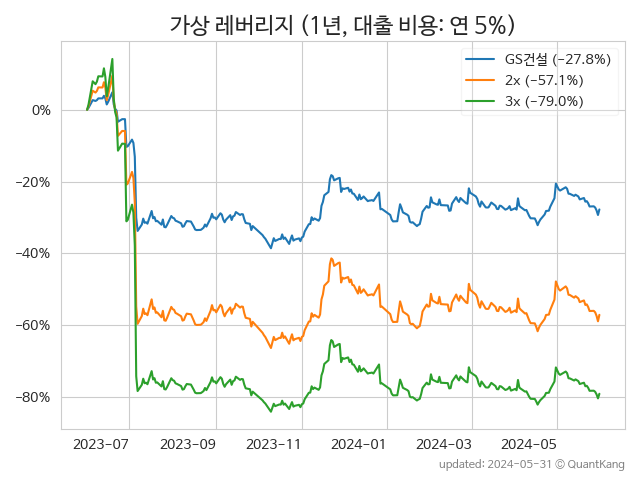 가상 레버리지 (1년, 대출 비용: 연 5%)
GS건설 (−27.8%)
2x (−57.1%)
3x (−79.0%)
0%
−20%
−40%
−60%
−80%
2023-07 2023-09 2023-11 2024-01 2024-03 2024-05
updated: 2024-05-31 © QuantKang